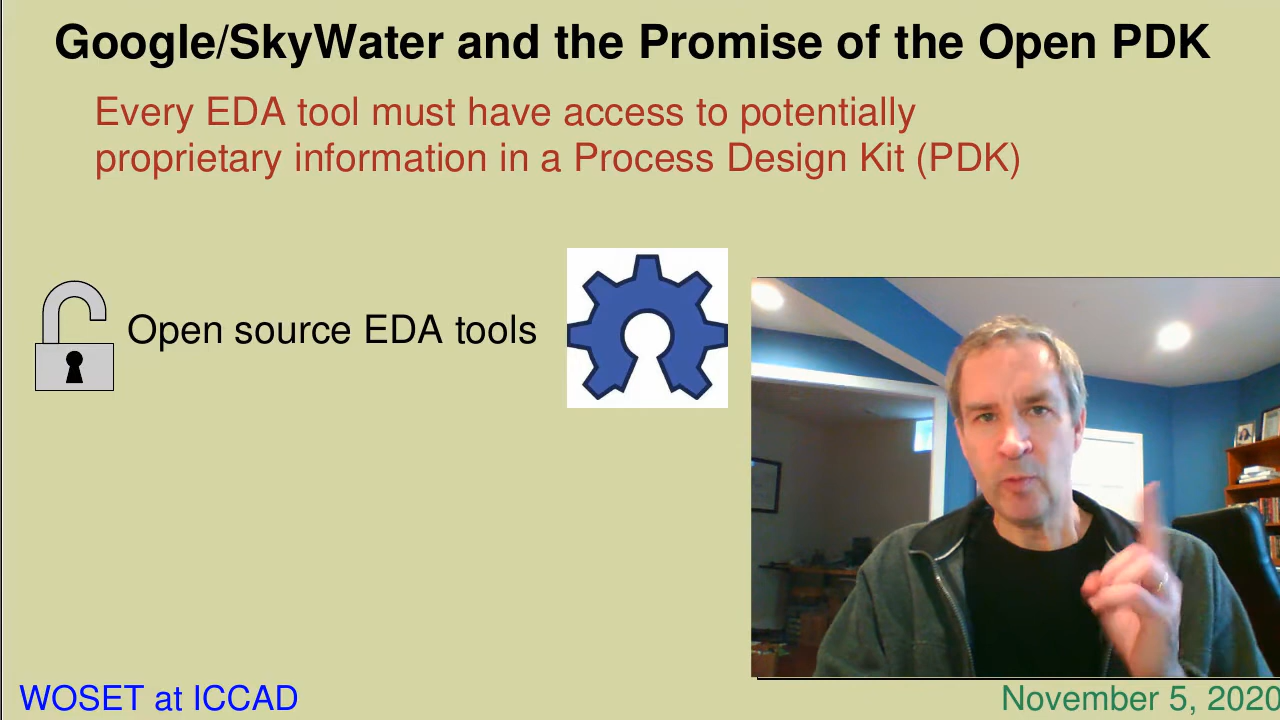 Google/SkyWater and the Promise of the Open PDK
Every EDA tool must have access to potentially
proprietary information in a Process Design Kit (PDK)
Open source EDA tools
WOSET at ICCAD
November 5, 2020